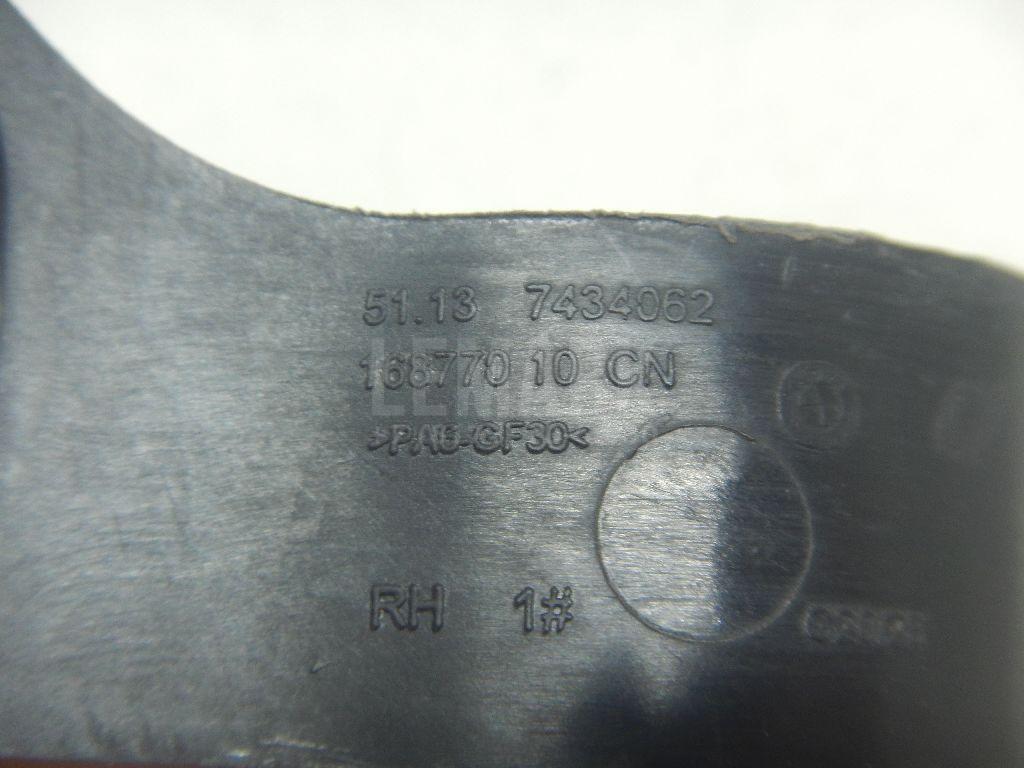 51.13 7434062
168770 10 CN
>PA6-GF30<
RH 1#